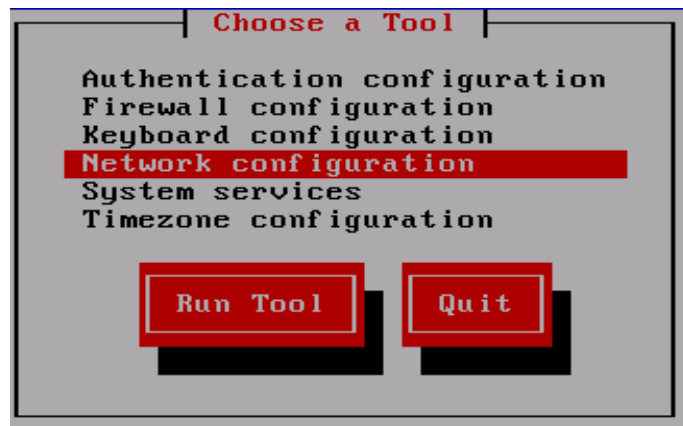 Choose a Tool
Authentication configuration
Firewall configuration
Keyboard configuration
Network configuration
System services
Timezone configuration
Run Tool Quit